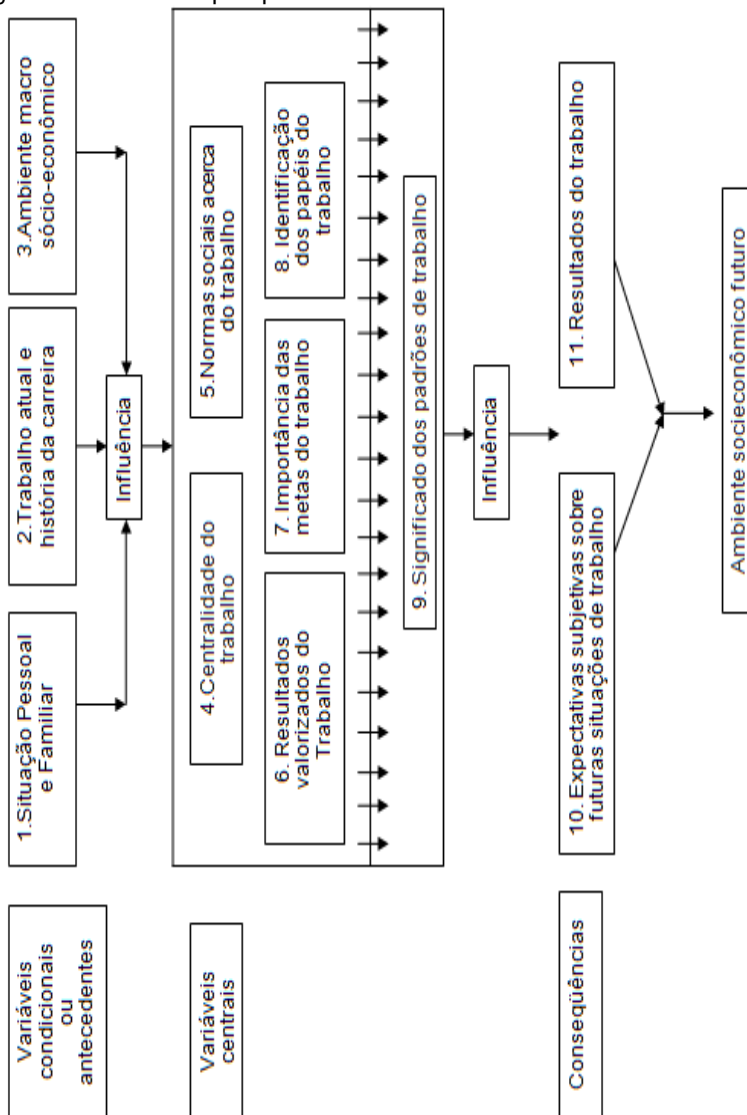 Variáveis
condicionais
ou
antecedentes
1.Situação Pessoal
e Familiar
2.Trabalho atual e
história da carreira
3.Ambiente macro
sócio-econômico
Influência
Variáveis
centrais
4.Centralidade do
trabalho
5.Normas sociais acerca
do trabalho
6. Resultados
valorizados do
Trabalho
7. Importância das
metas do trabalho
8. Identificação
dos papéis do
trabalho
9. Significado dos padrões de trabalho
Influência
Conseqüências
10. Expectativas subjetivas sobre
futuras situações de trabalho
11. Resultados do trabalho
Ambiente socieconômico futuro